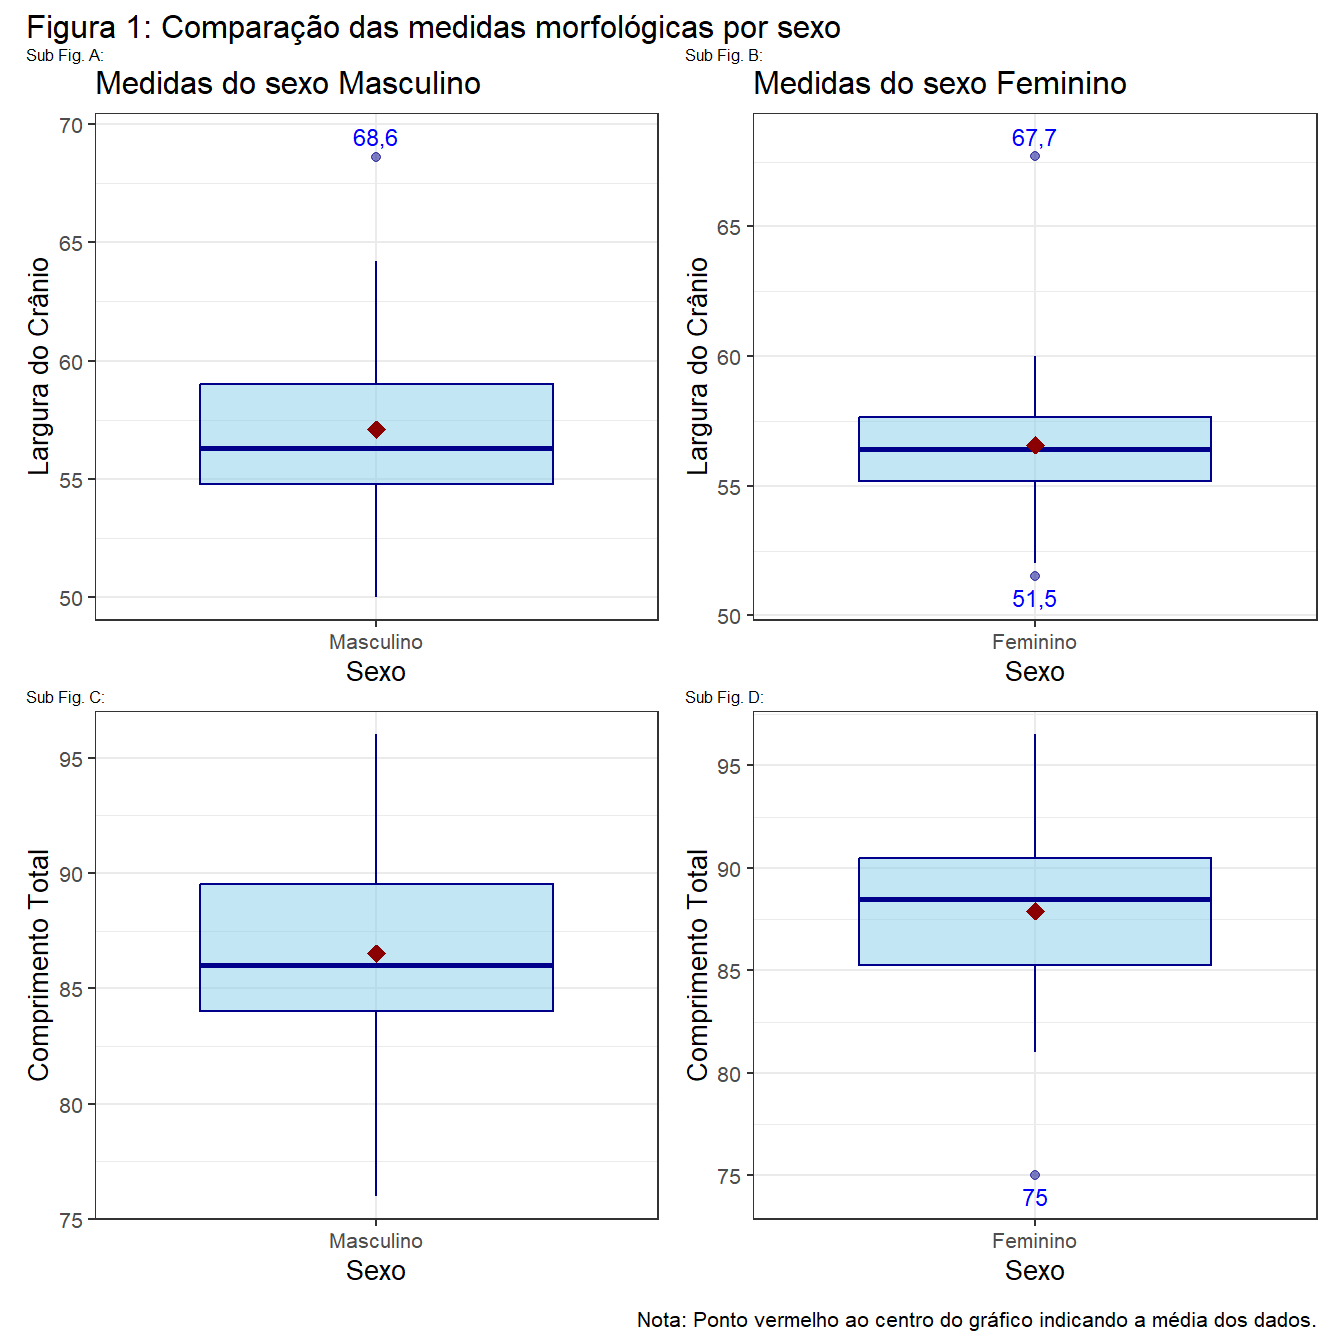 Figura 1: Comparação das medidas morfológicas por sexo
Sub Fig. A:
Medidas do sexo Masculino
Largura do Crânio
70
65
60
55
50
68,6
Masculino
Sexo
Sub Fig. B:
Medidas do sexo Feminino
Largura do Crânio
65
60
55
50
67,7
51,5
Feminino
Sexo
Sub Fig. C:
Comprimento Total
95
90
85
80
75
Masculino
Sexo
Sub Fig. D:
Comprimento Total
95
90
85
80
75
75
Feminino
Sexo
Nota: Ponto vermelho ao centro do gráfico indicando a média dos dados.